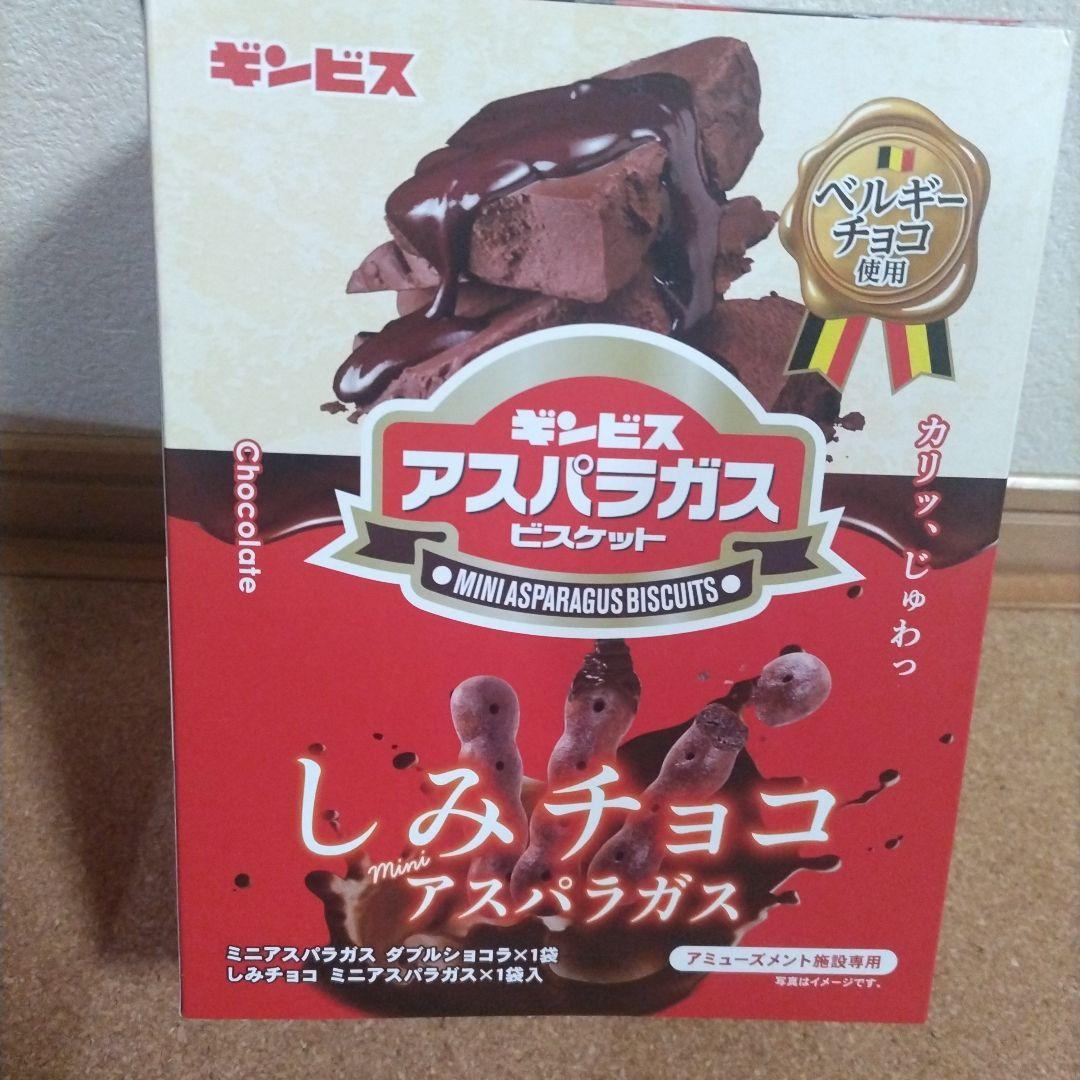 ギンビス
ベルギー
チョコ
使用
ギンビス
アスパラガス
ビスケット
MINI ASPARAGUS BISCUITS
Chocolate
カリッ、じゅわっ
しみチョコ
mini
アスパラガス
ミニアスパラガス ダブルショコラ×1袋
しみチョコ ミニアスパラガス×1袋入
アミューズメント施設専用
写真はイメージです。